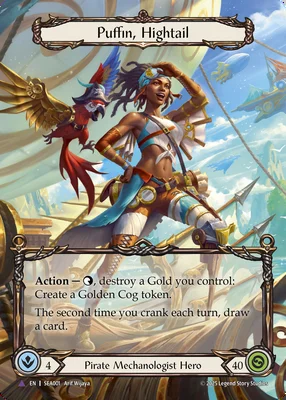 Puffin, Hightail
Action — , destroy a Gold you control:
Create a Golden Cog token.
The second time you crank each turn, draw
a card.
4
Pirate Mechanologist Hero
40
EN | SEA001 Arif Wijaya
© 2025 Legend Story Studios